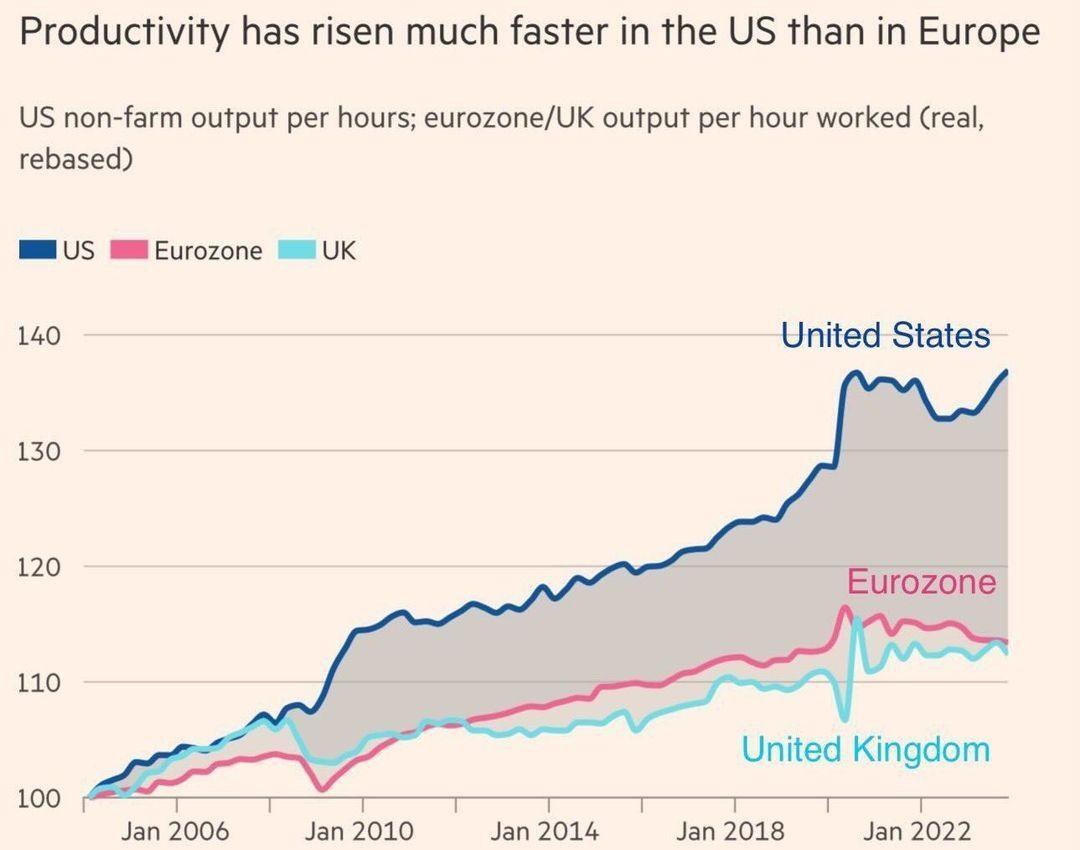 Productivity has risen much faster in the US than in Europe
US non-farm output per hours; eurozone/UK output per hour worked (real,
rebased)
US Eurozone UK
140
United States
130
120
Eurozone
110
United Kingdom
100
Jan 2006 Jan 2010 Jan 2014 Jan 2018 Jan 2022